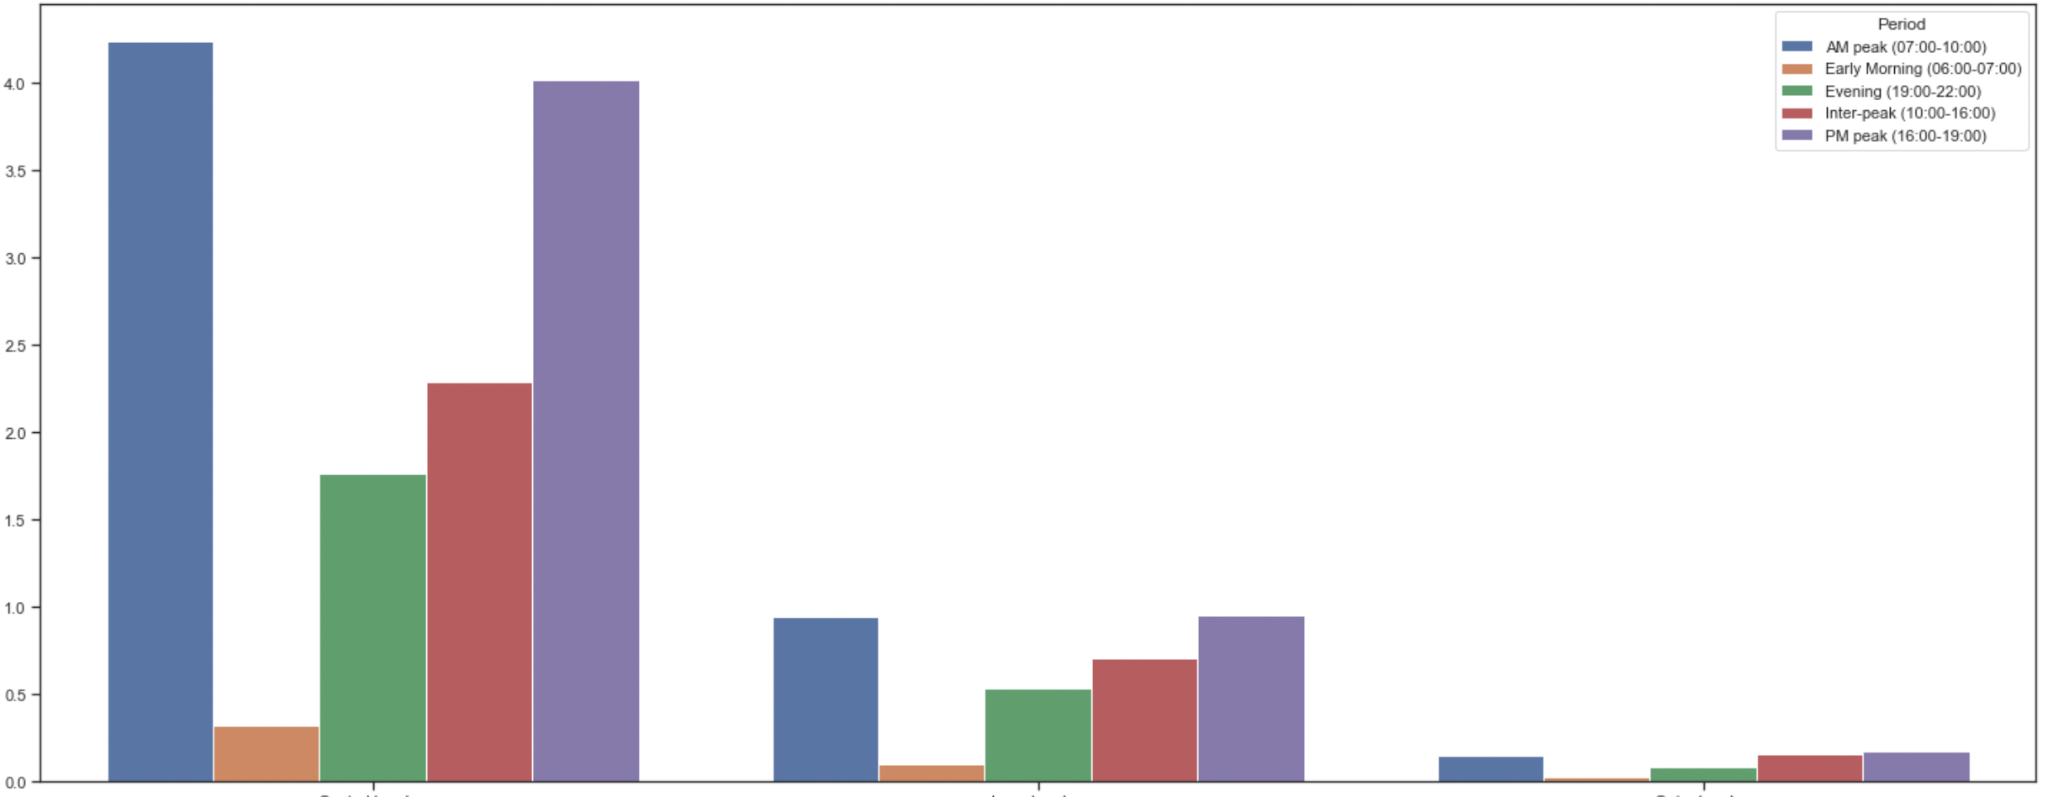 Period
AM peak (07:00-10:00)
Early Morning (06:00-07:00)
Evening (19:00-22:00)
Inter-peak (10:00-16:00)
PM peak (16:00-19:00)
4.0
3.5
3.0
2.5
2.0
1.5
1.0
0.5
0.0